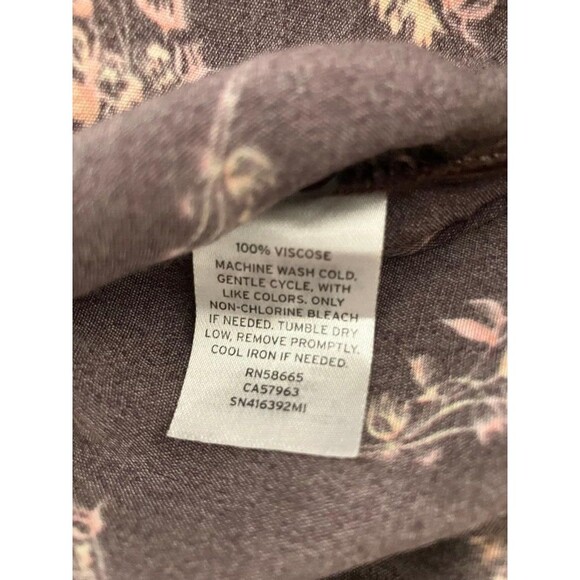 100% VISCOSE
MACHINE WASH COLD,
GENTLE CYCLE, WITH
LIKE COLORS. ONLY
NON-CHLORINE BLEACH
IF NEEDED. TUMBLE DRY
LOW, REMOVE PROMPTLY.
COOL IRON IF NEEDED.
RN58665
CA57963
SN416392MI